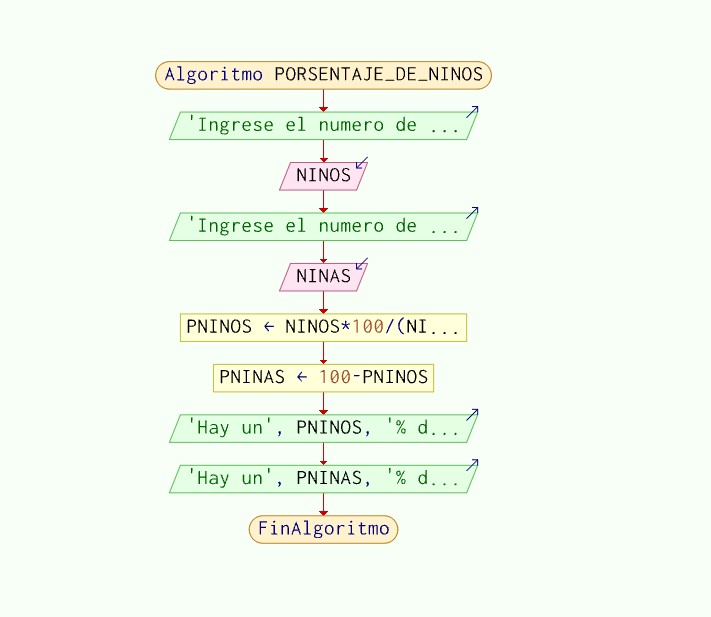 Algoritmo PORSENTAJE_DE_NINOS
'Ingrese el numero de ...
NINOS
'Ingrese el numero de ...
NINAS
PNINOS ← NINOS*100/(NI...
PNINAS ← 100-PNINOS
'Hay un', PNINOS, '% d...
'Hay un', PNINAS, '% d...
FinAlgoritmo